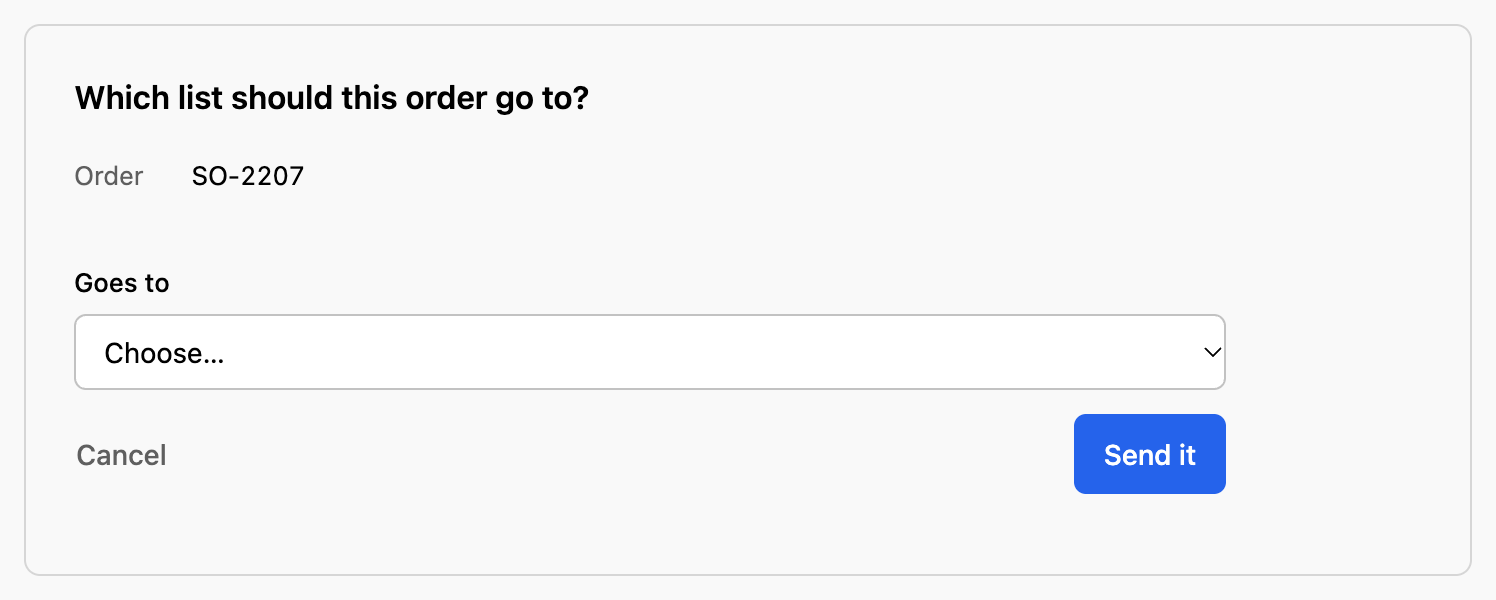 Which list should this order go to?
Order SO-2207
Goes to
Choose...
Cancel Send it